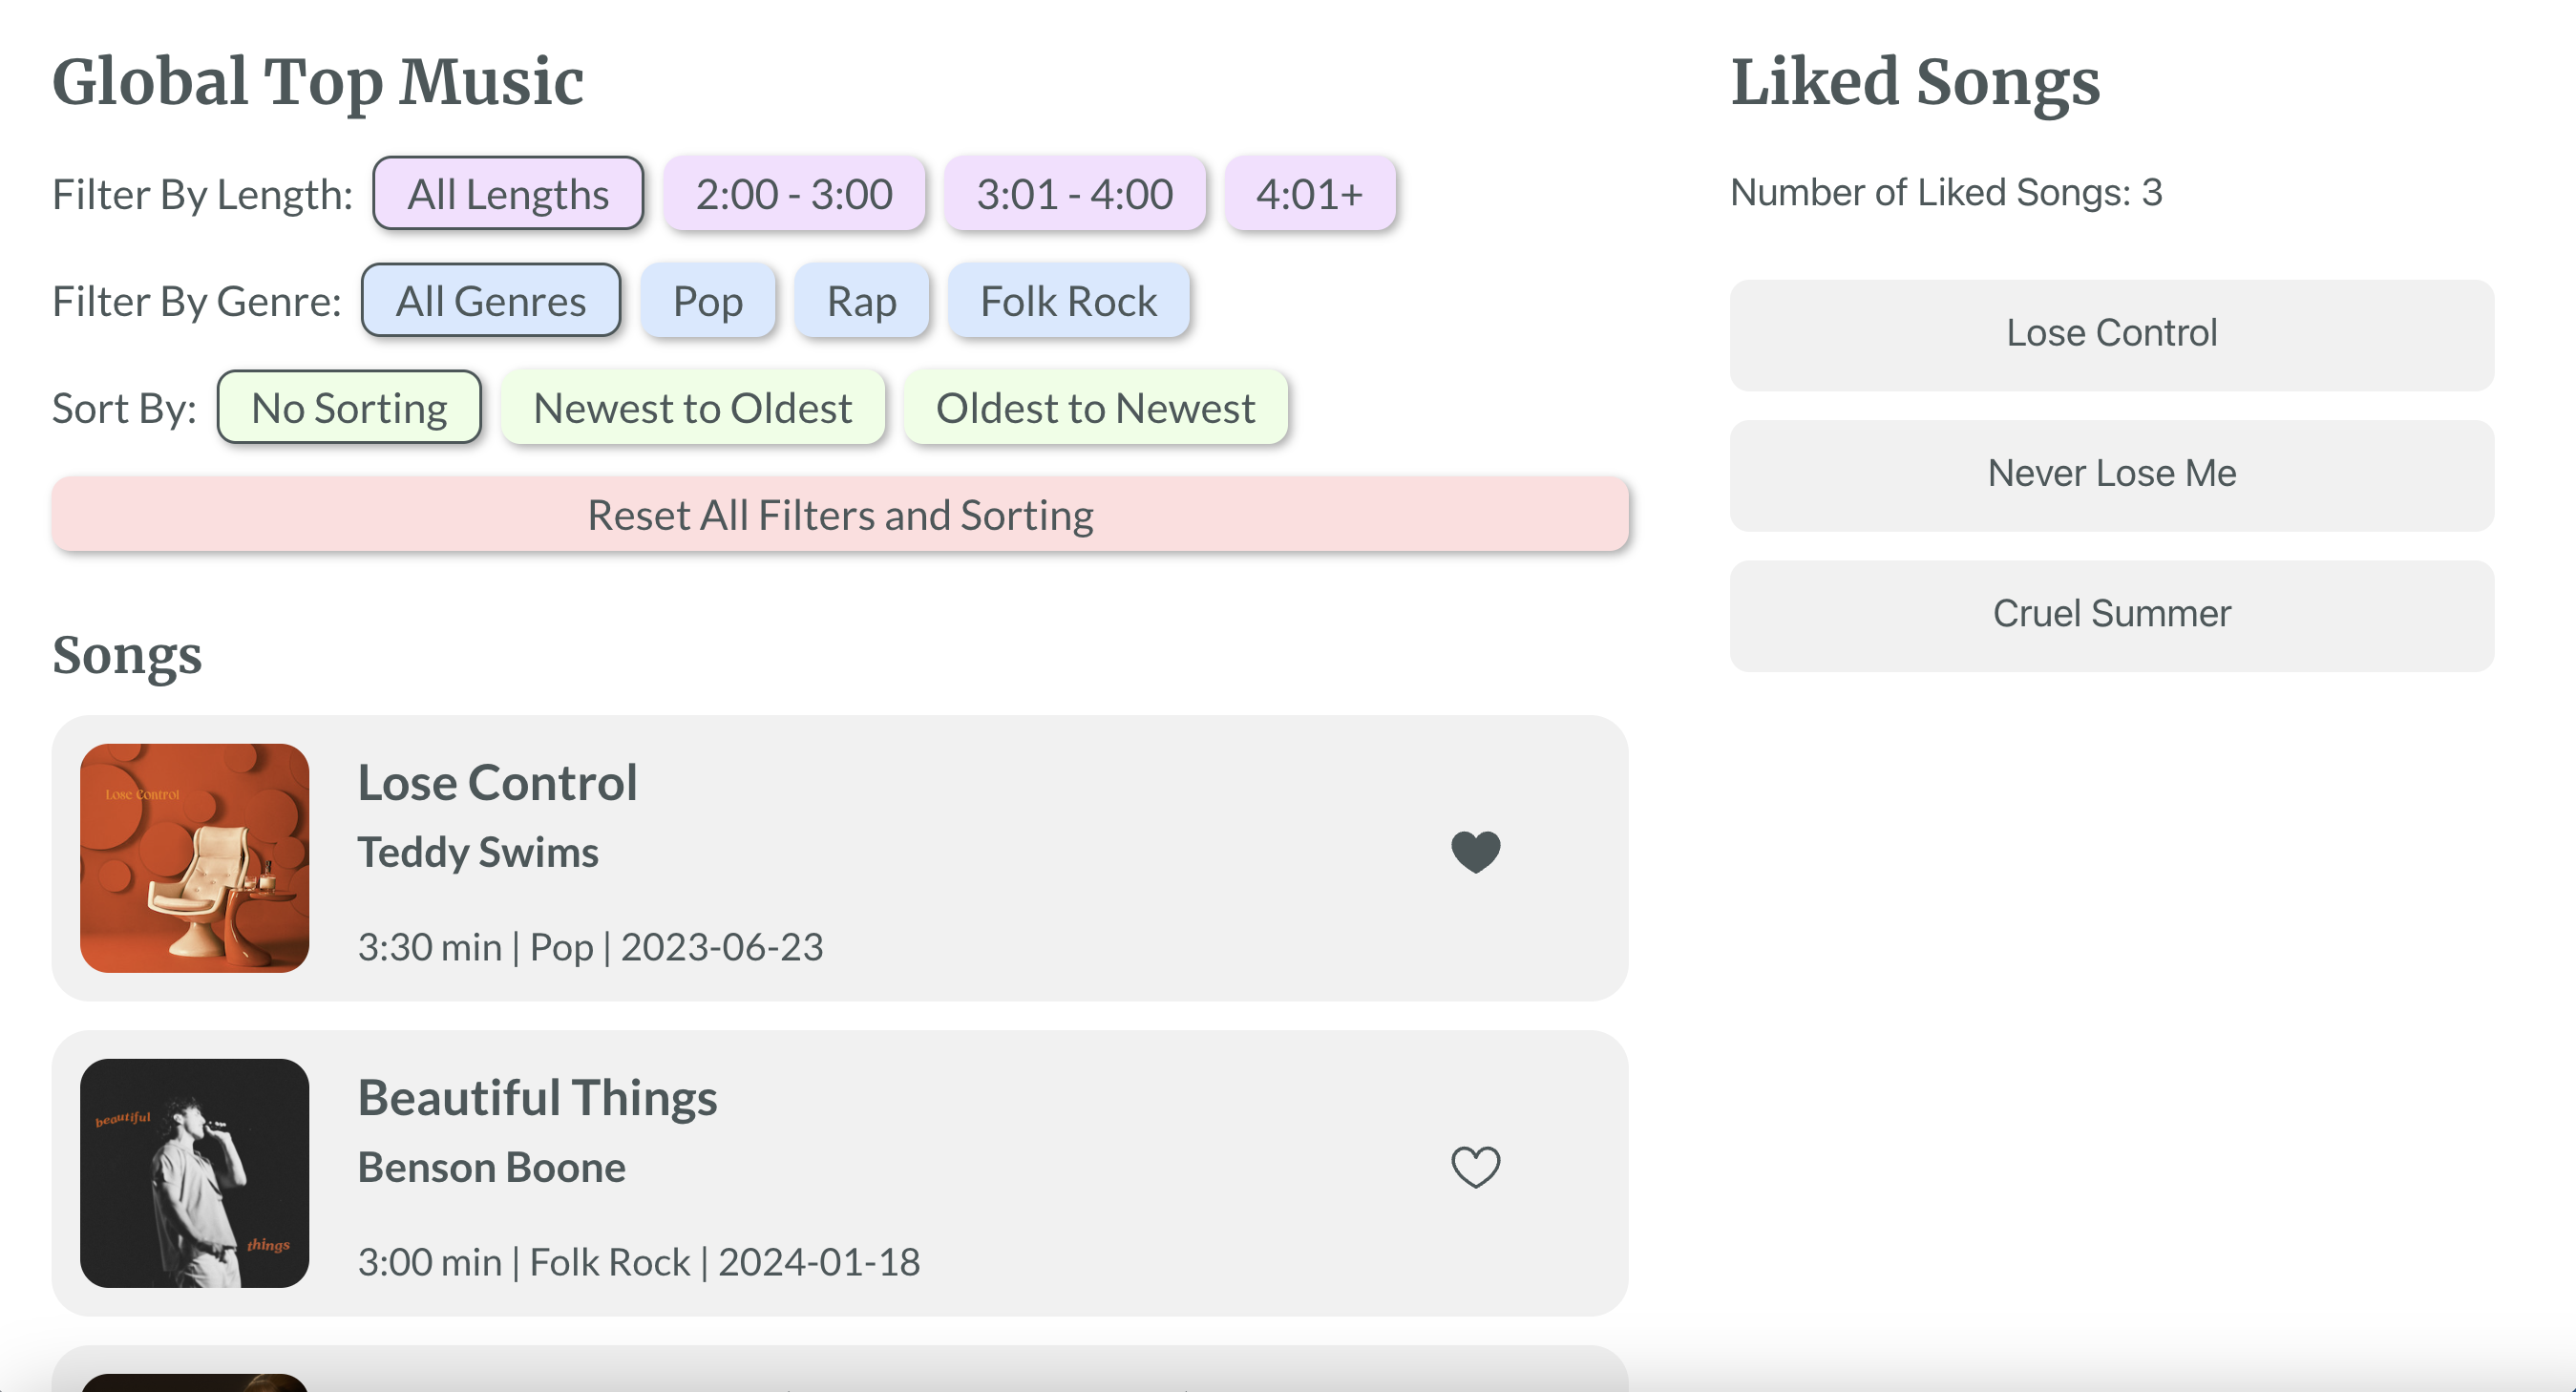 Global Top Music
Filter By Length: All Lengths 2:00 - 3:00 3:01 - 4:00 4:01+
Filter By Genre: All Genres Pop Rap Folk Rock
Sort By: No Sorting Newest to Oldest Oldest to Newest
Reset All Filters and Sorting
Songs
Lose Control
Lose Control
Teddy Swims
3:30 min | Pop | 2023-06-23
beautiful
things
Beautiful Things
Benson Boone
3:00 min | Folk Rock | 2024-01-18
Liked Songs
Number of Liked Songs: 3
Lose Control
Never Lose Me
Cruel Summer